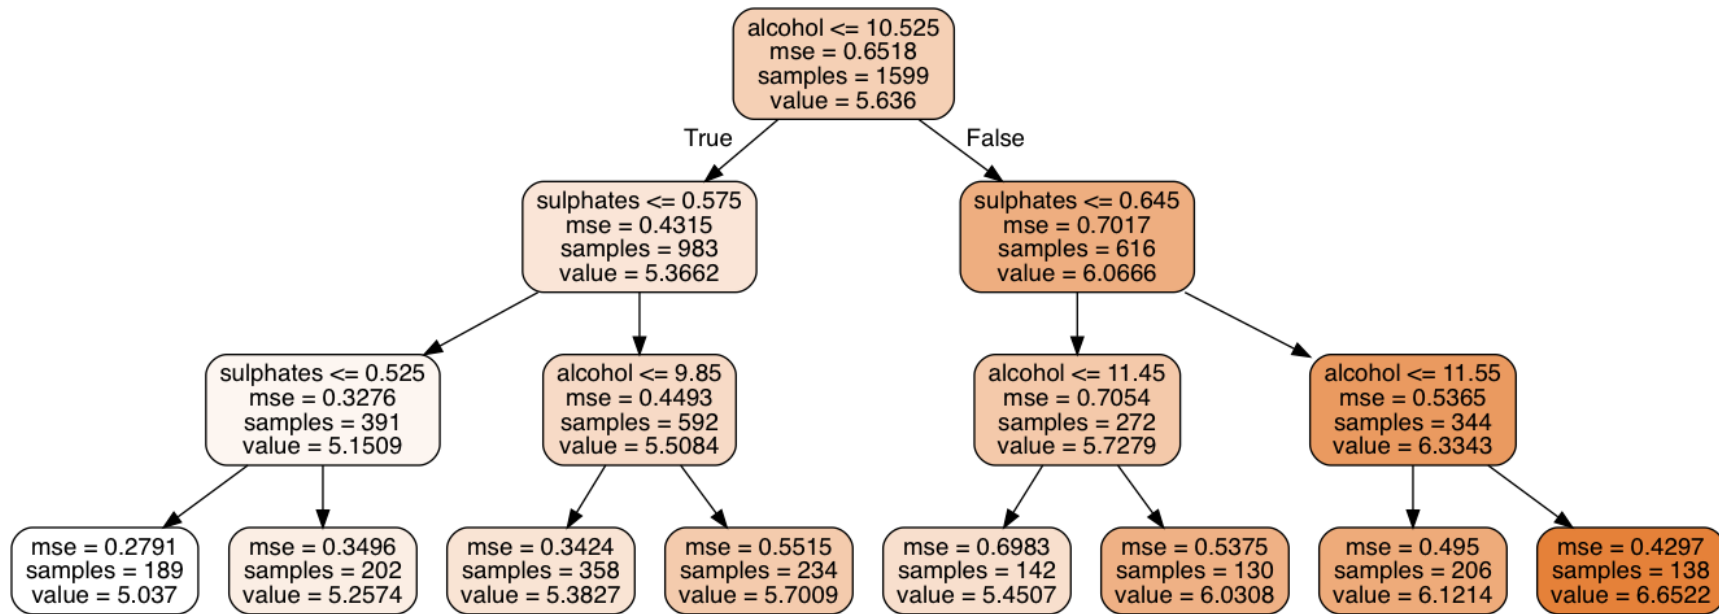 alcohol <= 10.525
mse = 0.6518
samples = 1599
value = 5.636
True
False
sulphates <= 0.575
mse = 0.4315
samples = 983
value = 5.3662
sulphates <= 0.645
mse = 0.7017
samples = 616
value = 6.0666
sulphates <= 0.525
mse = 0.3276
samples = 391
value = 5.1509
alcohol <= 9.85
mse = 0.4493
samples = 592
value = 5.5084
alcohol <= 11.45
mse = 0.7054
samples = 272
value = 5.7279
alcohol <= 11.55
mse = 0.5365
samples = 344
value = 6.3343
mse = 0.2791
samples = 189
value = 5.037
mse = 0.3496
samples = 202
value = 5.2574
mse = 0.3424
samples = 358
value = 5.3827
mse = 0.5515
samples = 234
value = 5.7009
mse = 0.6983
samples = 142
value = 5.4507
mse = 0.5375
samples = 130
value = 6.0308
mse = 0.495
samples = 206
value = 6.1214
mse = 0.4297
samples = 138
value = 6.6522